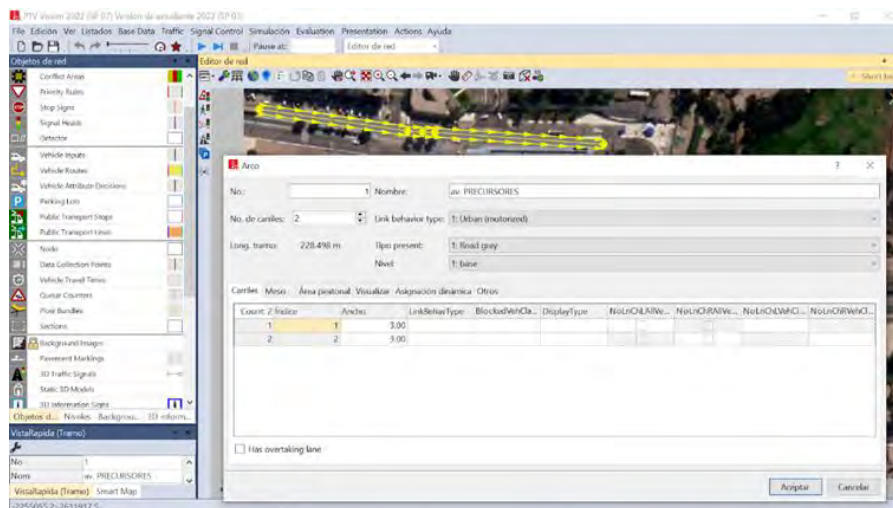 PTV Vissim 2022 (SP 07) Version de estudiante 2022 (SP 03)
File Edición Ver Listados Base Data Traffic Signal Control Simulación Evaluation Presentation Actions Ayuda
Pause at: Editor de red
Objetos de red
Editor de red
Conflict Areas
Priority Rules
Stop Signs
Signal Heads
Detector
Vehicle Inputs
Vehicle Routes
Vehicle Attribute Decisions
Parking Lots
Public Transport Stops
Public Transport Lines
Nodes
Data Collection Points
Vehicle Travel Times
Queue Counters
Flow Bundles
Sections
Background Images
Pavement Markings
3D Traffic Signals
Static 3D Models
3D Information Signs
Objetos d... Niveles Backgrou... 3D inform...
VistaRapida (Tramo)
No 1
Nom av. PRECURSORES
VistaRapida (Tramo) Smart Map
Arco
No.: 1 Nombre: av. PRECURSORES
No. de carriles: 2 Link behavior type: 1: Urban (motorized)
Long. tramo: 228.498 m Tipo present: 1: Road grey
Nivel: 1: base
Carriles Meso Área peatonal Visualizar Asignación dinámica Otros
Count: 2 Índice Ancho LinkBehavType BlockedVehCla... DisplayType NoLnChLAllVe... NoLnChRAllVe... NoLnChLVehCl... NoLnChRVehCl...
1 1 3.00
2 2 3.00
Has overtaking lane
Aceptar Cancelar